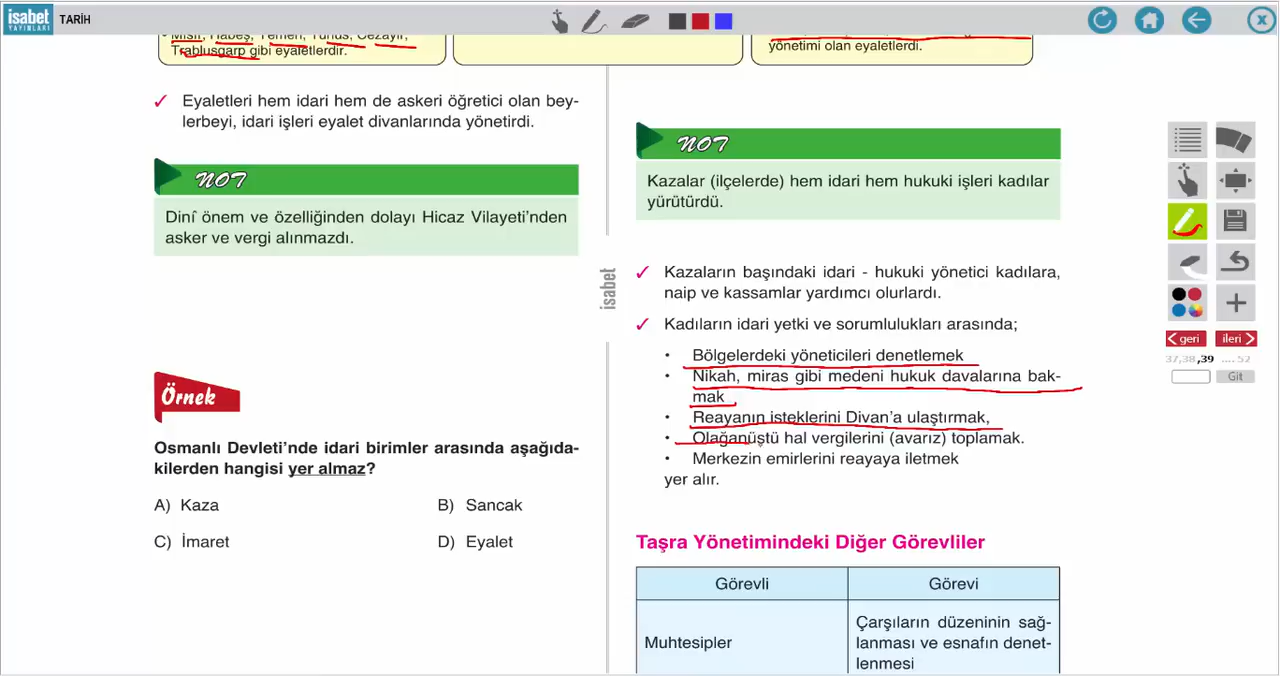 isabet
YAYINLARI
TARİH
• Mısır, Habeş, Yemen, Tunus, Cezayir,
Trablusgarp gibi eyaletlerdir.
yönetimi olan eyaletlerdi.
✓ Eyaletleri hem idari hem de askeri öğretici olan bey-
lerbeyi, idari işleri eyalet divanlarında yönetirdi.
NOT
Dinî önem ve özelliğinden dolayı Hicaz Vilayeti’nden
asker ve vergi alınmazdı.
Örnek
Osmanlı Devleti’nde idari birimler arasında aşağıda-
kilerden hangisi yer almaz?
A) Kaza
B) Sancak
C) İmaret
D) Eyalet
isabet
NOT
Kazalar (ilçelerde) hem idari hem hukuki işleri kadılar
yürütürdü.
✓ Kazaların başındaki idari - hukuki yönetici kadılara,
naip ve kassamlar yardımcı olurlardı.
✓ Kadıların idari yetki ve sorumlulukları arasında;
• Bölgelerdeki yöneticileri denetlemek
• Nikah, miras gibi medeni hukuk davalarına bak-
mak
• Reayanın isteklerini Divan’a ulaştırmak,
• Olağanüstü hal vergilerini (avarız) toplamak.
• Merkezin emirlerini reayaya iletmek
yer alır.
Taşra Yönetimindeki Diğer Görevliler
Görevli
Görevi
Muhtesipler
Çarşıların düzeninin sağ-
lanması ve esnafın denet-
lenmesi
geri
ileri
37,38,39 .... 52
Git